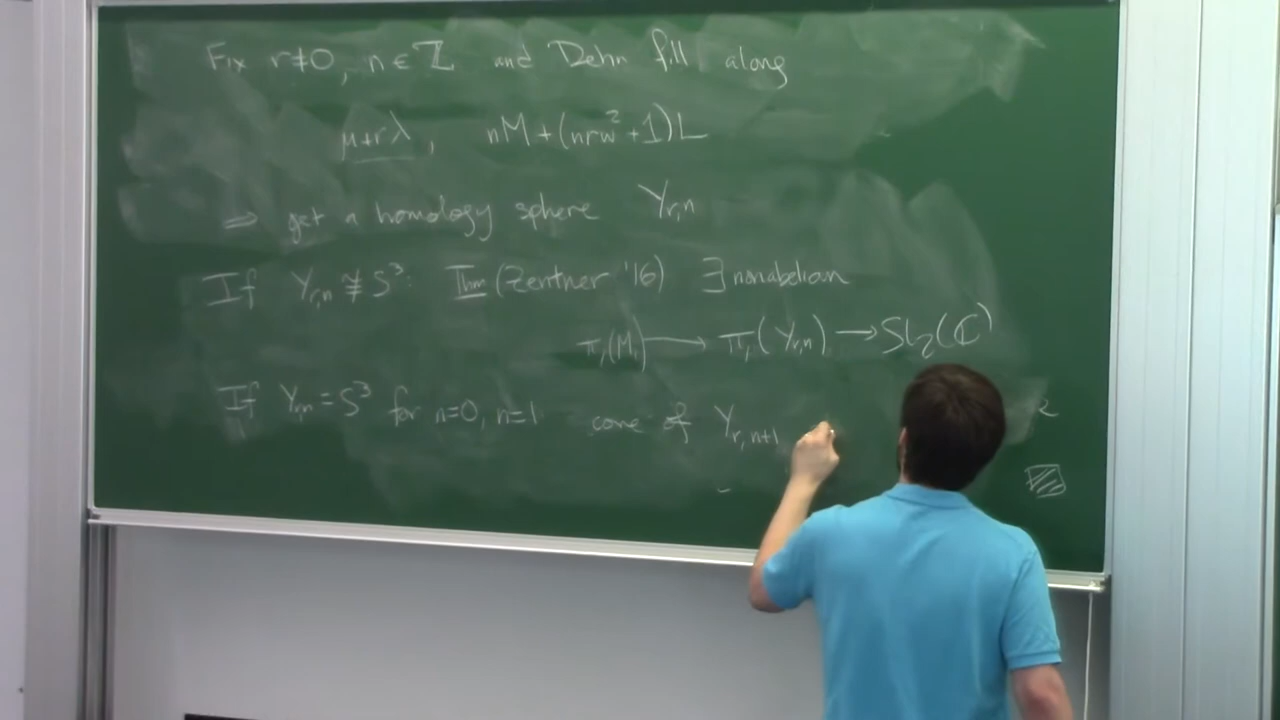 Fix r≠0, n∈ℤ and Dehn fill along
μ+rλ, nM+(nrw²+1)L
⇒ get a homology sphere Y_{r,n}
If Y_{r,n} ≇ S³: Thm (Zentner '16) ∃ nonabelian
π₁(M₁) → π₁(Y_{r,n}) → SL₂(ℂ)
If Y_{r,n} = S³ for n=0, n=1 core of Y_{r,n+1}